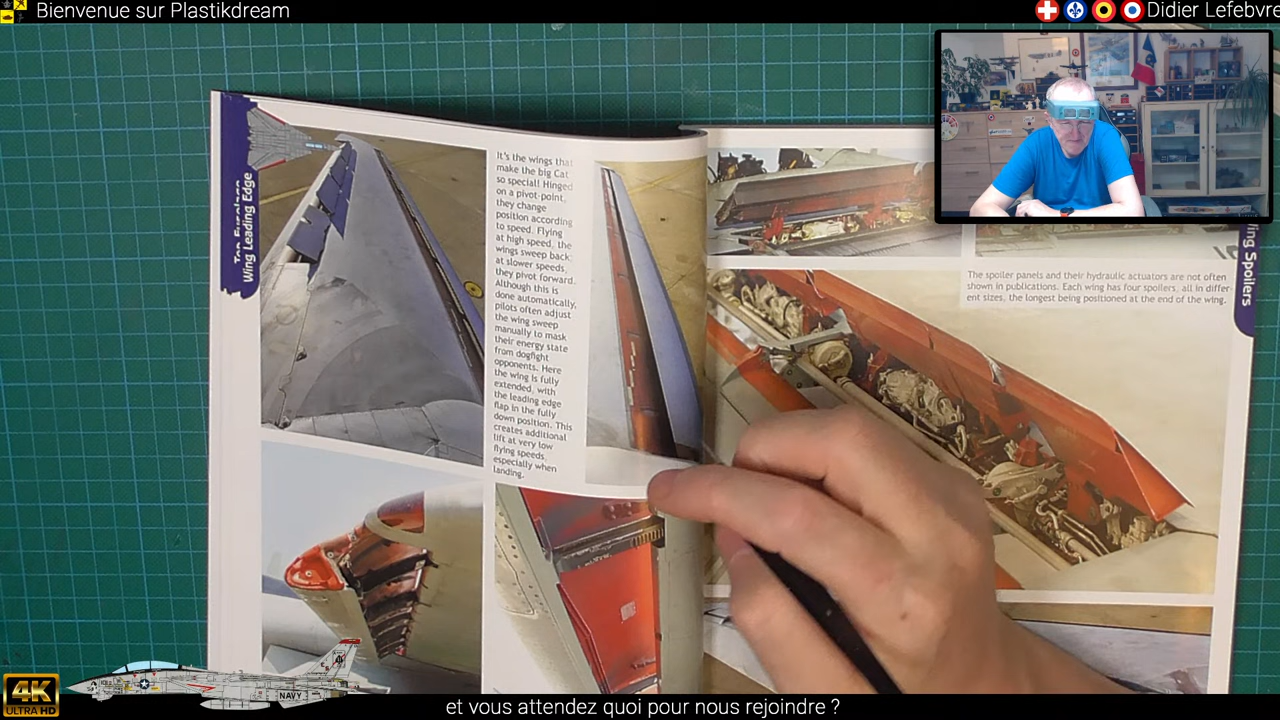 Bienvenue sur Plastikdream
Didier Lefebvre
Wing Leading Edge
It's the wings that
make the big Cat
so special! Hinged
on a pivot-point,
they change
position according
to speed. Flying
at high speed, the
wings sweep back;
at slower speeds,
they pivot forward.
Although this is
done automatically,
pilots often adjust
the wing sweep
manually to mask
their energy state
from dogfight
opponents. Here
the wing is fully
extended, with
the leading edge
flap in the fully
down position. This
creates additional
lift at very low
flying speeds,
especially when
landing.
The spoiler panels and their hydraulic actuators are not often
shown in publications. Each wing has four spoilers, all in differ-
ent sizes, the longest being positioned at the end of the wing.
ing Spoilers
4K
ULTRA HD
NAVY
et vous attendez quoi pour nous rejoindre ?